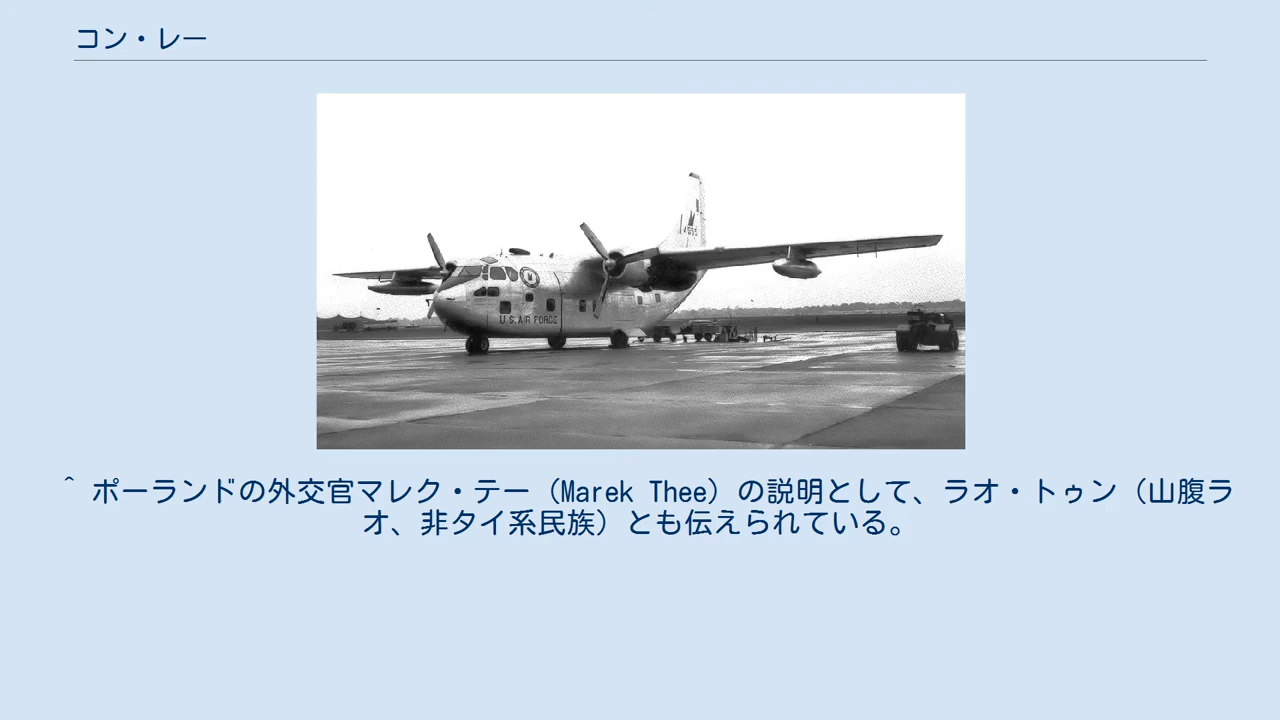 コン・レー
U.S.AIR FORCE
^ ポーランドの外交官マレク・テー（Marek Thee）の説明として、ラオ・トゥン（山腹ラ
オ、非タイ系民族）とも伝えられている。